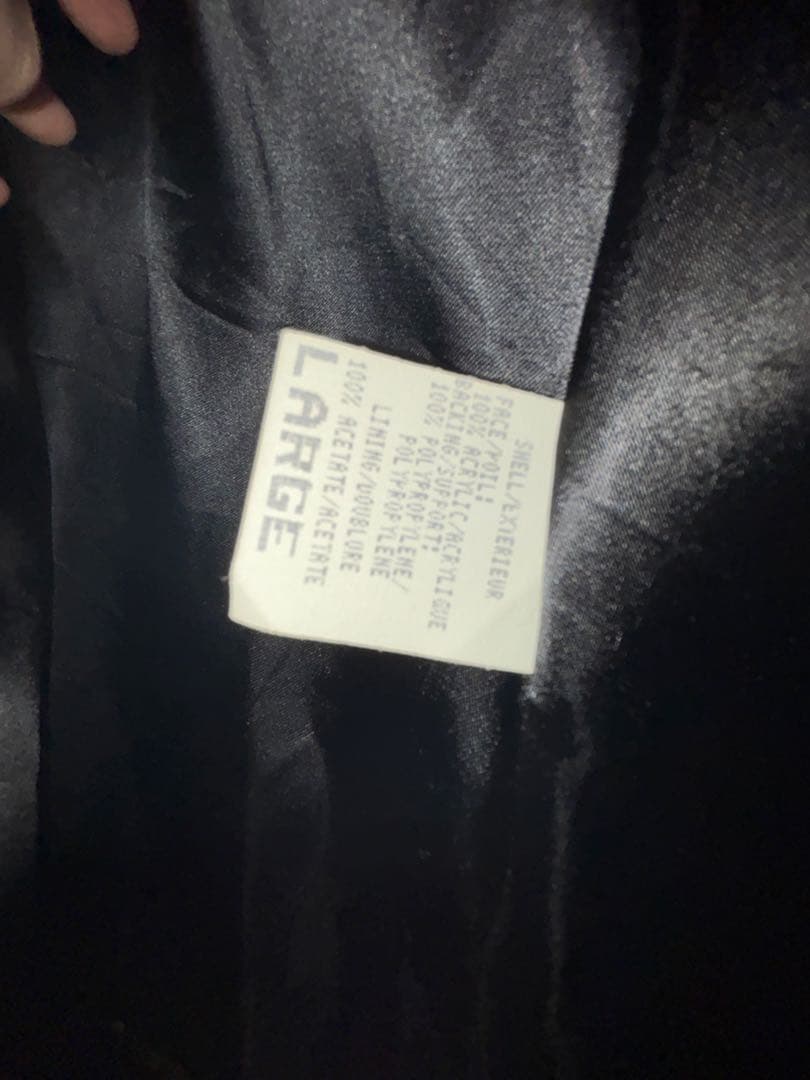 SHELL/EXTERIEUR
FACE/POIL:
100% ACRYLIC/ACRYLIQUE
BACKING/SUPPORT:
100% POLYPROPYLENE/
POLYPROPYLENE
LINING/DOUBLURE
100% ACETATE/ACETATE
LARGE